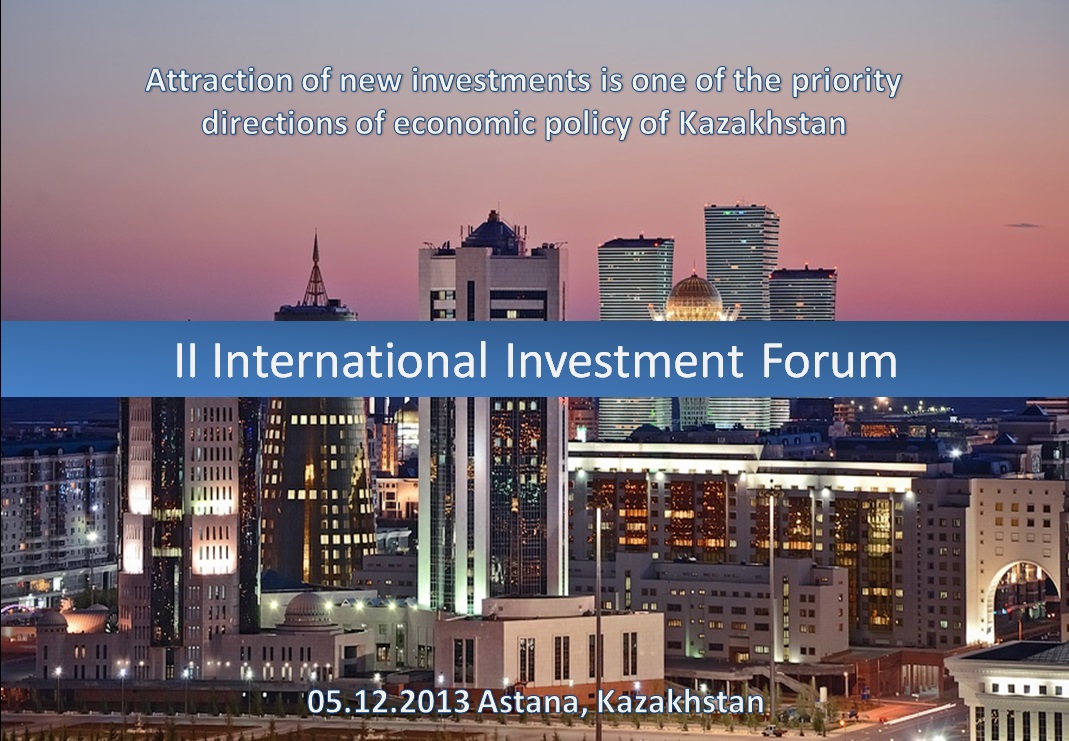 Attraction of new investments is one of the priority
directions of economic policy of Kazakhstan
II International Investment Forum
05.12.2013 Astana, Kazakhstan